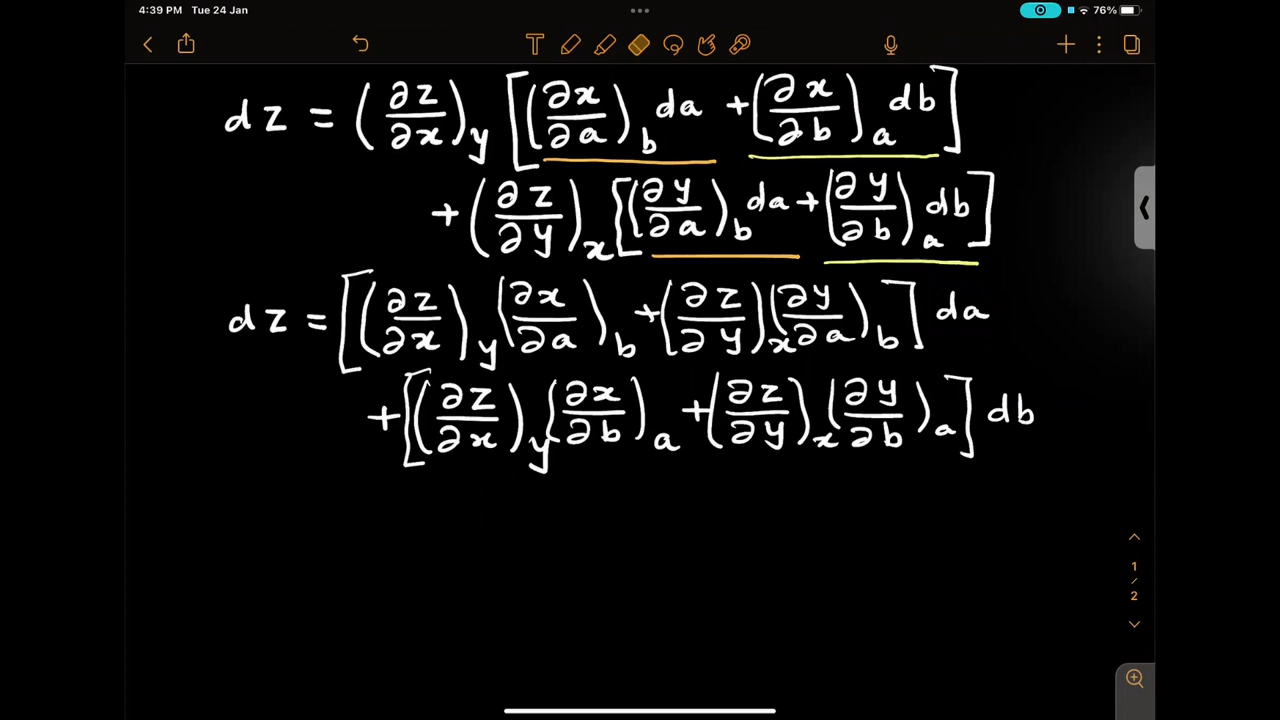 4:39 PM Tue 24 Jan
76%
dz = (∂z/∂x)_y [(∂x/∂a)_b da + (∂x/∂b)_a db]
+ (∂z/∂y)_x [(∂y/∂a)_b da + (∂y/∂b)_a db]
dz = [(∂z/∂x)_y (∂x/∂a)_b + (∂z/∂y)_x (∂y/∂a)_b] da
+ [(∂z/∂x)_y (∂x/∂b)_a + (∂z/∂y)_x (∂y/∂b)_a] db
1
/
2